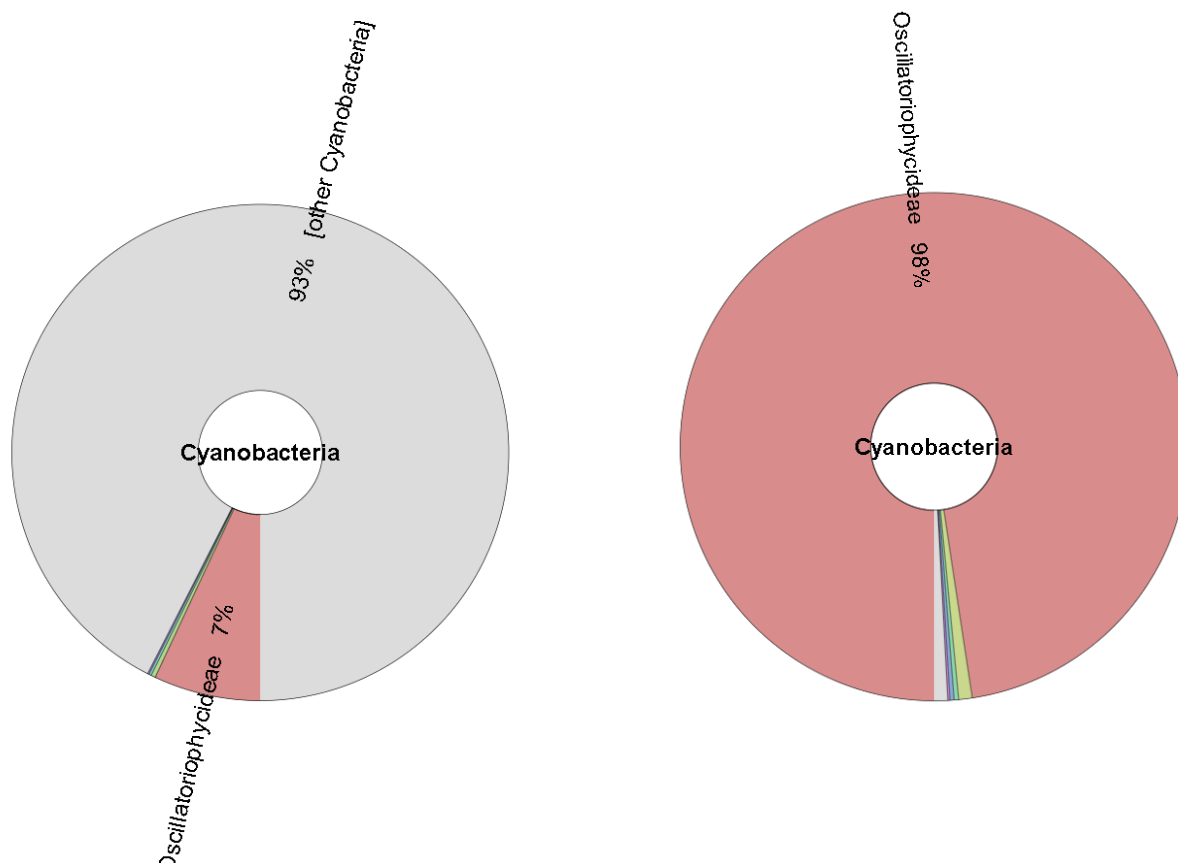 93% [other Cyanobacteria]
Cyanobacteria
Oscillatoriophycideae 7%
Oscillatoriophycideae 98%
Cyanobacteria